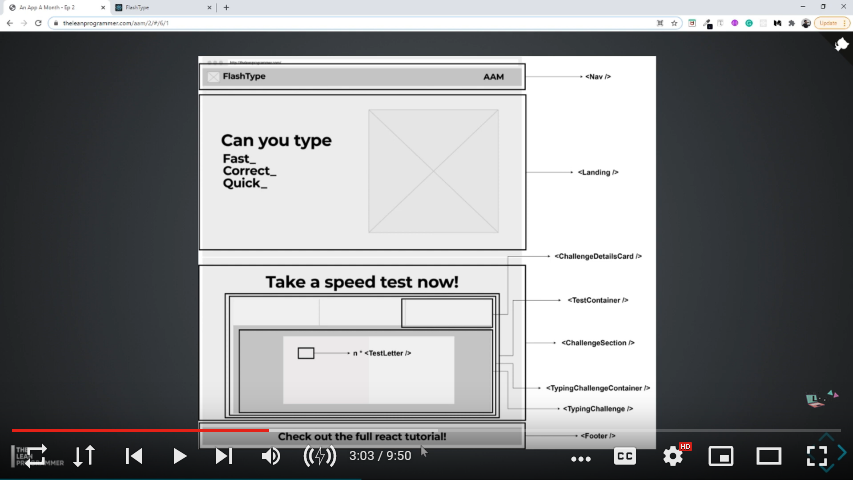 An App A Month - Ep 2
FlashType
theleanprogrammer.com/aam/2/#/6/1
Update
FlashType
AAM
<Nav />
Can you type
Fast_
Correct_
Quick_
<Landing />
<ChallengeDetailsCard />
Take a speed test now!
<TestContainer />
<ChallengeSection />
n * <TestLetter />
<TypingChallengeContainer />
<TypingChallenge />
Check out the full react tutorial!
<Footer />
THE
LEAN
PROGRAMMER
3:03 / 9:50
CC
HD